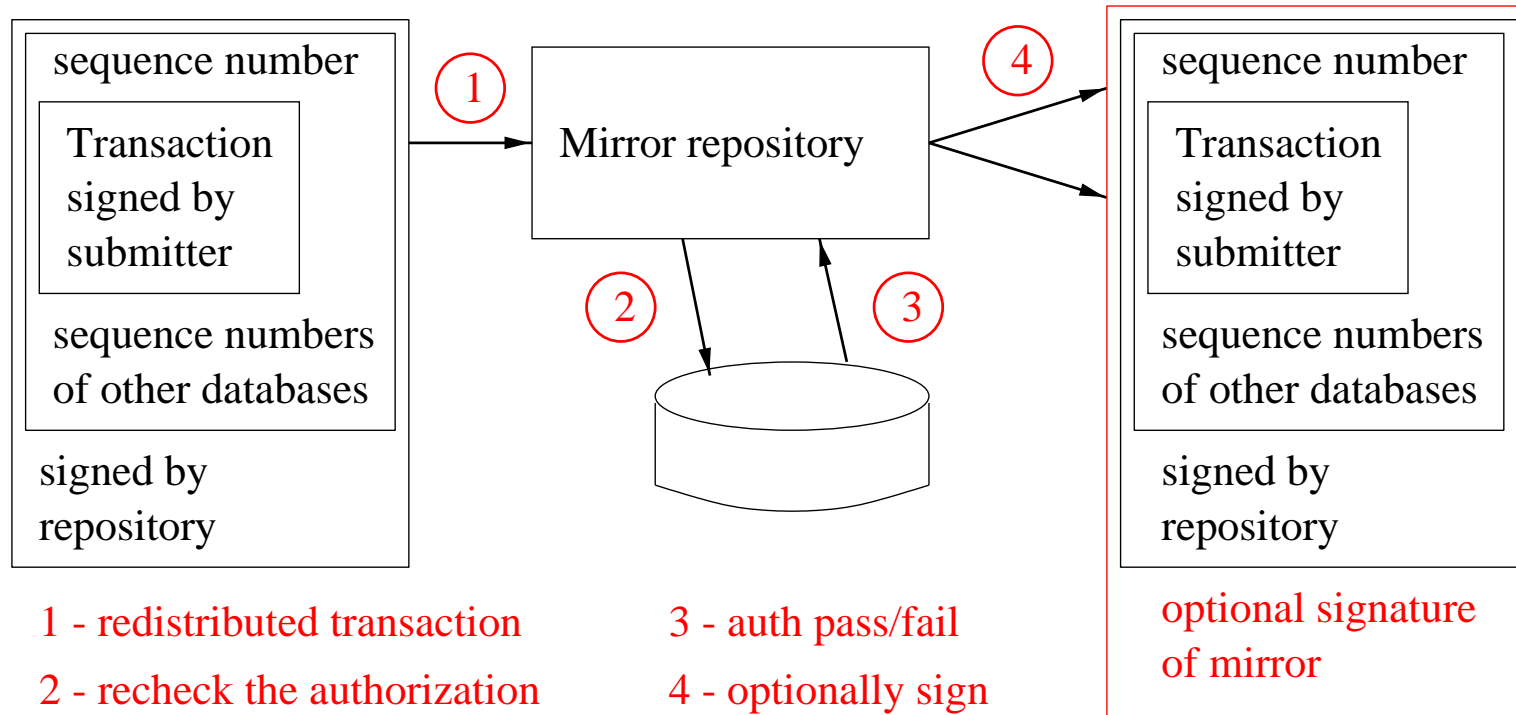 sequence number
Transaction
signed by
submitter
sequence numbers
of other databases
signed by
repository
1
Mirror repository
2
3
4
sequence number
Transaction
signed by
submitter
sequence numbers
of other databases
signed by
repository
optional signature
of mirror
1 - redistributed transaction
2 - recheck the authorization
3 - auth pass/fail
4 - optionally sign